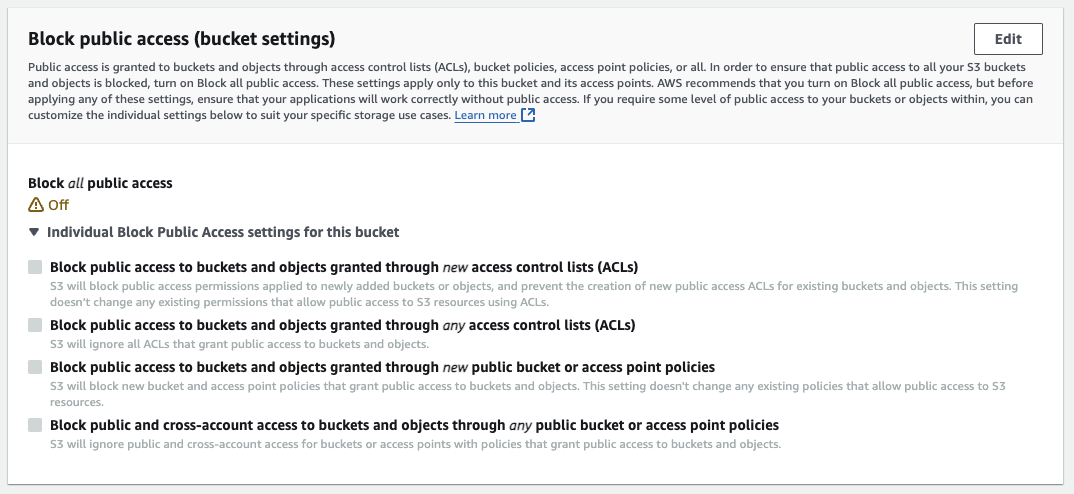 Block public access (bucket settings)
Edit
Public access is granted to buckets and objects through access control lists (ACLs), bucket policies, access point policies, or all. In order to ensure that public access to all your S3 buckets
and objects is blocked, turn on Block all public access. These settings apply only to this bucket and its access points. AWS recommends that you turn on Block all public access, but before
applying any of these settings, ensure that your applications will work correctly without public access. If you require some level of public access to your buckets or objects within, you can
customize the individual settings below to suit your specific storage use cases. Learn more
Block all public access
Off
Individual Block Public Access settings for this bucket
Block public access to buckets and objects granted through new access control lists (ACLs)
S3 will block public access permissions applied to newly added buckets or objects, and prevent the creation of new public access ACLs for existing buckets and objects. This setting
doesn't change any existing permissions that allow public access to S3 resources using ACLs.
Block public access to buckets and objects granted through any access control lists (ACLs)
S3 will ignore all ACLs that grant public access to buckets and objects.
Block public access to buckets and objects granted through new public bucket or access point policies
S3 will block new bucket and access point policies that grant public access to buckets and objects. This setting doesn't change any existing policies that allow public access to S3
resources.
Block public and cross-account access to buckets and objects through any public bucket or access point policies
S3 will ignore public and cross-account access for buckets or access points with policies that grant public access to buckets and objects.